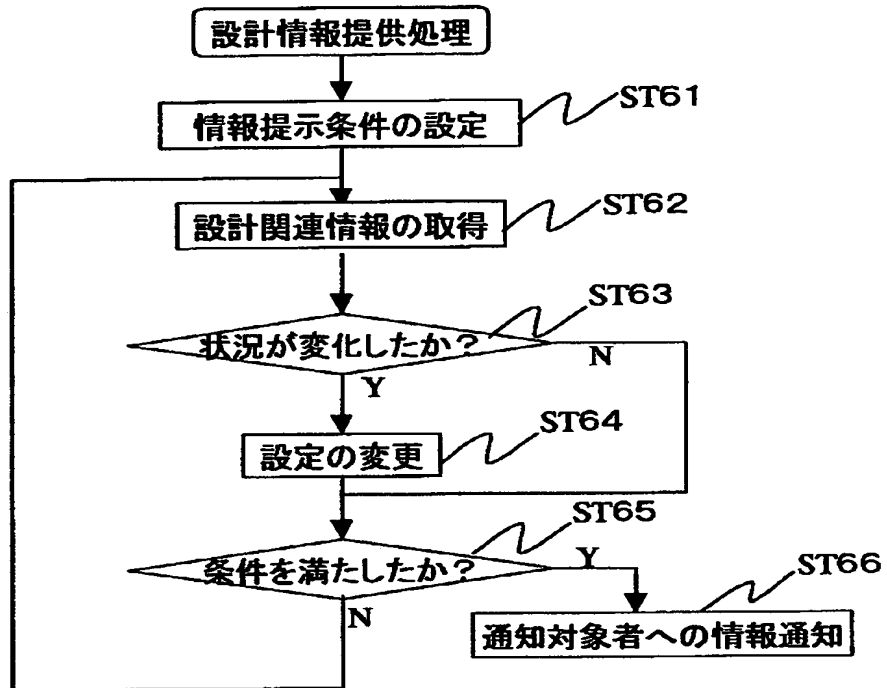 設計情報提供処理
情報提示条件の設定
ST61
設計関連情報の取得
ST62
状況が変化したか？
ST63
N
Y
設定の変更
ST64
条件を満たしたか？
ST65
Y
N
通知対象者への情報通知
ST66